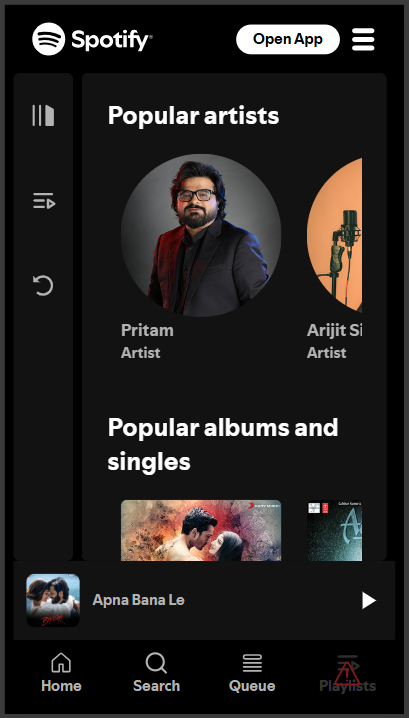 Spotify
Open App
Popular artists
Pritam
Artist
Arijit Si
Artist
Popular albums and
singles
Apna Bana Le
Home
Search
Queue
Playlists